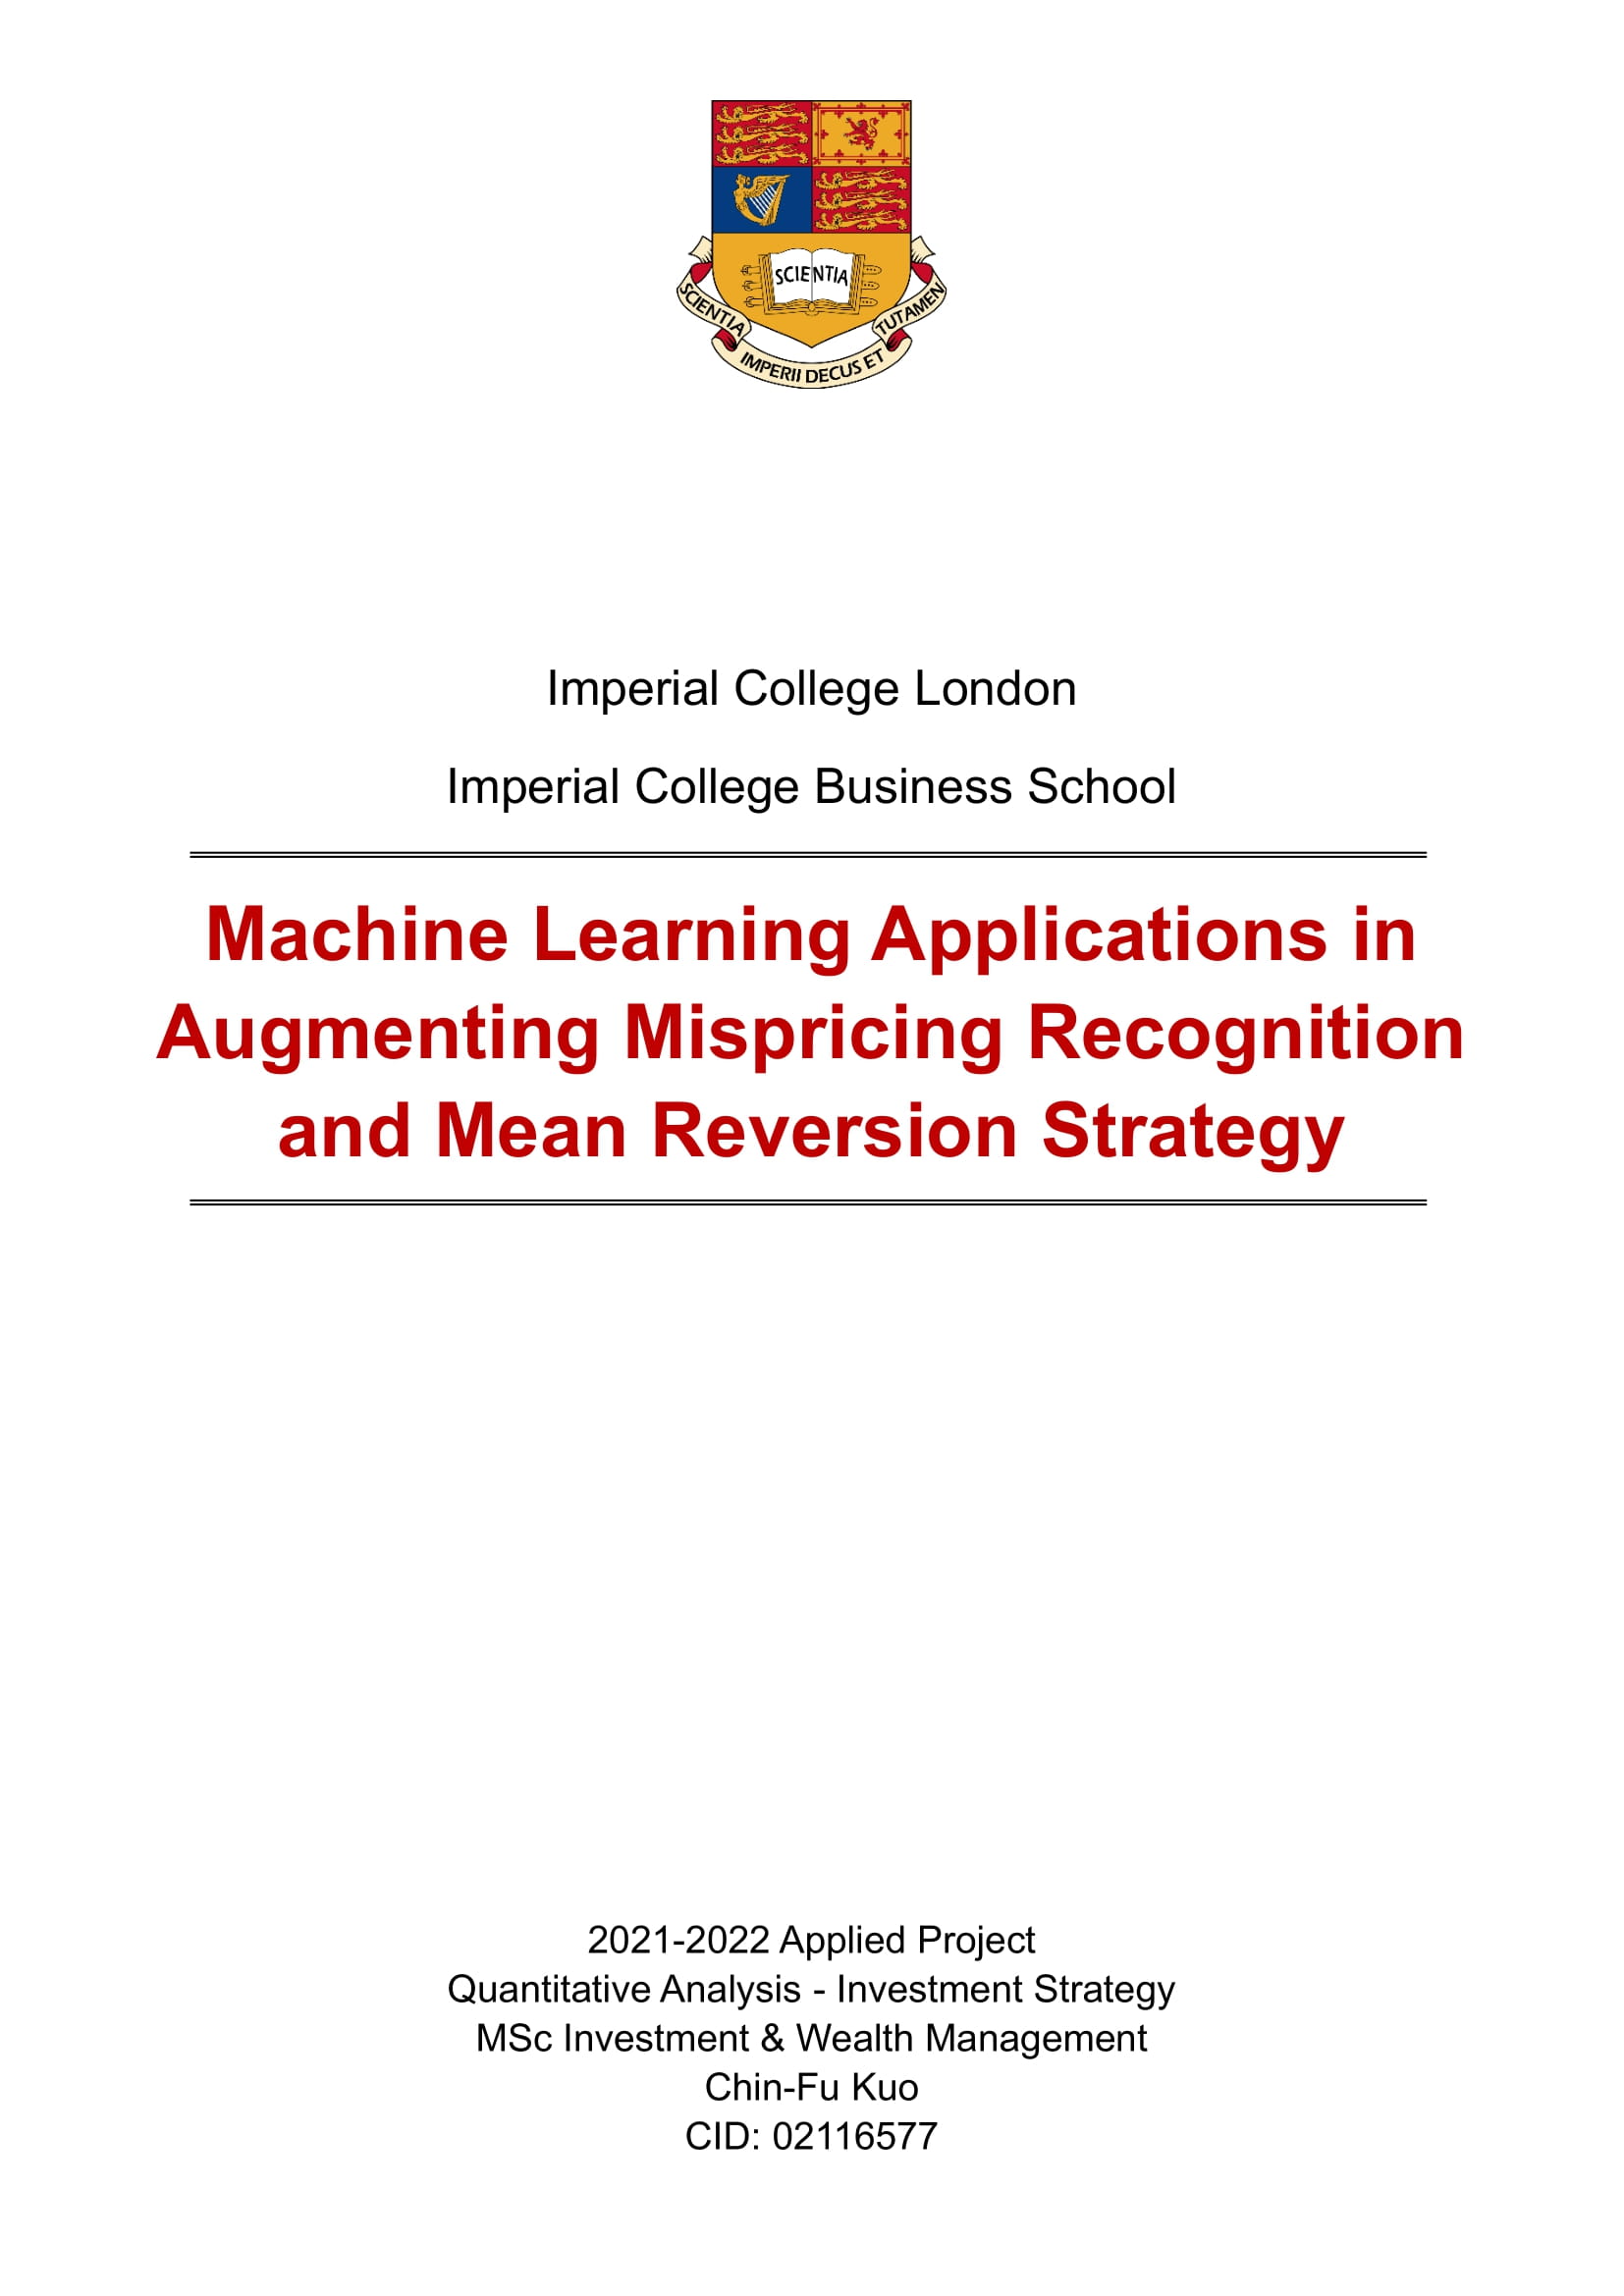 SCIENTIA
SCIENTIA
IMPERII DECUS ET
TUTAMEN
Imperial College London
Imperial College Business School
Machine Learning Applications in
Augmenting Mispricing Recognition
and Mean Reversion Strategy
2021-2022 Applied Project
Quantitative Analysis - Investment Strategy
MSc Investment & Wealth Management
Chin-Fu Kuo
CID: 02116577